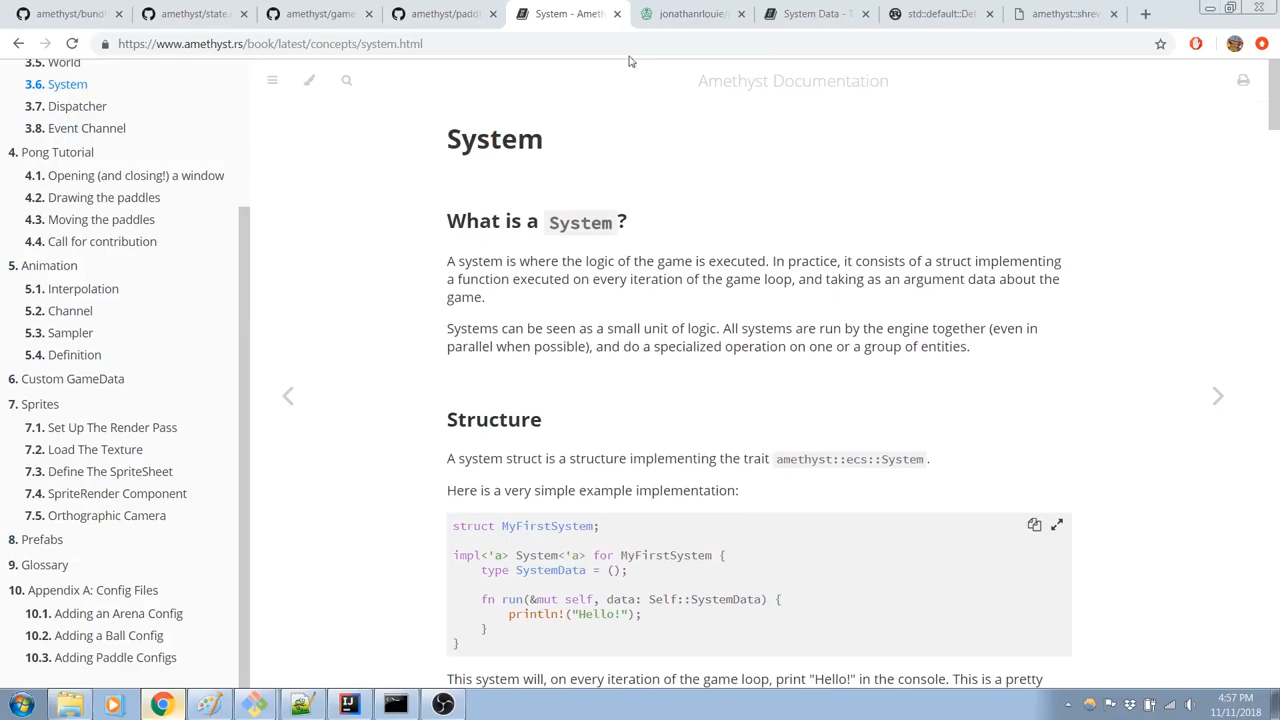 amethyst/bund
amethyst/state.
amethyst/game
amethyst/paddl
System - Ameth
jonathanrlouie/
System Data - T
std::default::Def
amethyst::shrev
https://www.amethyst.rs/book/latest/concepts/system.html
3.5. World
3.6. System
3.7. Dispatcher
3.8. Event Channel
4. Pong Tutorial
4.1. Opening (and closing!) a window
4.2. Drawing the paddles
4.3. Moving the paddles
4.4. Call for contribution
5. Animation
5.1. Interpolation
5.2. Channel
5.3. Sampler
5.4. Definition
6. Custom GameData
7. Sprites
7.1. Set Up The Render Pass
7.2. Load The Texture
7.3. Define The SpriteSheet
7.4. SpriteRender Component
7.5. Orthographic Camera
8. Prefabs
9. Glossary
10. Appendix A: Config Files
10.1. Adding an Arena Config
10.2. Adding a Ball Config
10.3. Adding Paddle Configs
Amethyst Documentation
System
What is a System?
A system is where the logic of the game is executed. In practice, it consists of a struct implementing
a function executed on every iteration of the game loop, and taking as an argument data about the
game.
Systems can be seen as a small unit of logic. All systems are run by the engine together (even in
parallel when possible), and do a specialized operation on one or a group of entities.
Structure
A system struct is a structure implementing the trait amethyst::ecs::System.
Here is a very simple example implementation:
struct MyFirstSystem;
impl<'a> System<'a> for MyFirstSystem {
type SystemData = ();
fn run(&mut self, data: Self::SystemData) {
println!("Hello!");
}
}
This system will, on every iteration of the game loop, print "Hello!" in the console. This is a pretty
4:57 PM
11/11/2018